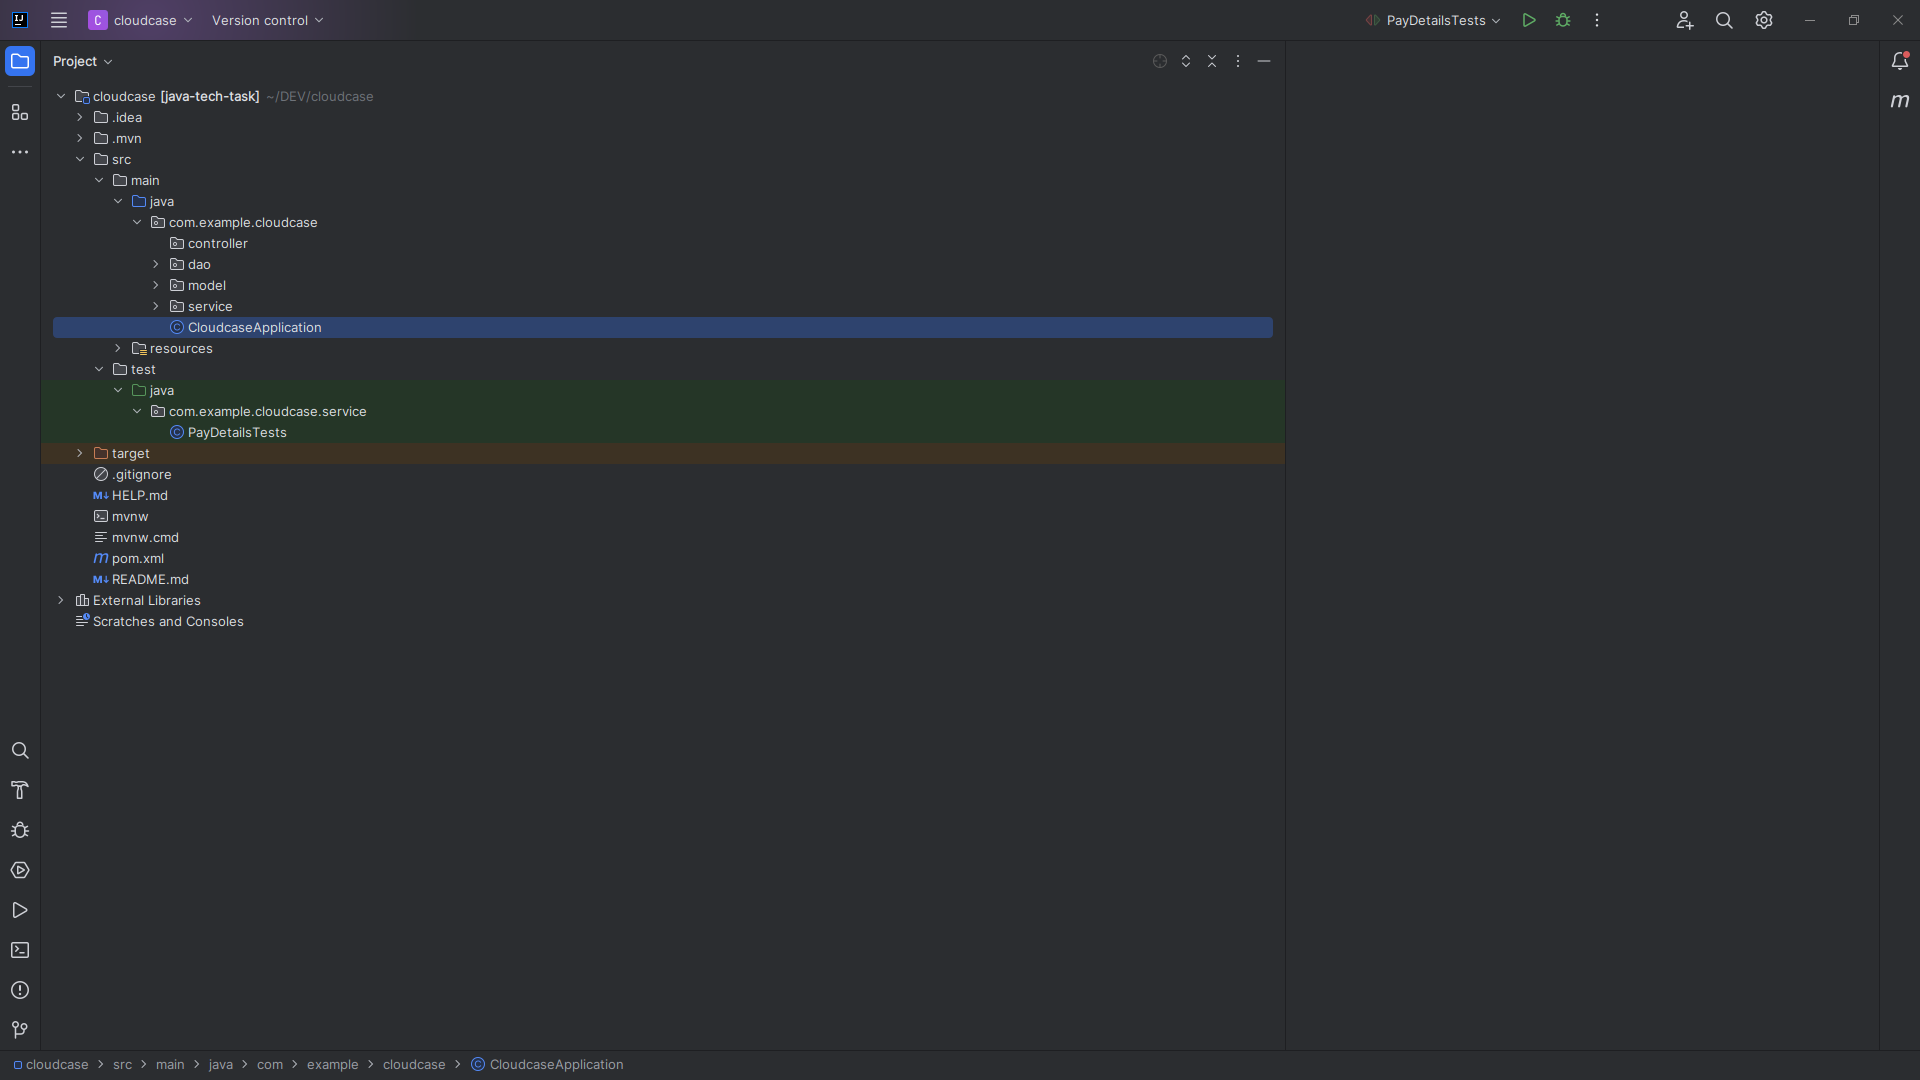 C cloudcase Version control PayDetailsTests
Project
cloudcase [java-tech-task] ~/DEV/cloudcase
.idea
.mvn
src
main
java
com.example.cloudcase
controller
dao
model
service
CloudcaseApplication
resources
test
java
com.example.cloudcase.service
PayDetailsTests
target
.gitignore
HELP.md
mvnw
mvnw.cmd
pom.xml
README.md
External Libraries
Scratches and Consoles
cloudcase > src > main > java > com > example > cloudcase > CloudcaseApplication